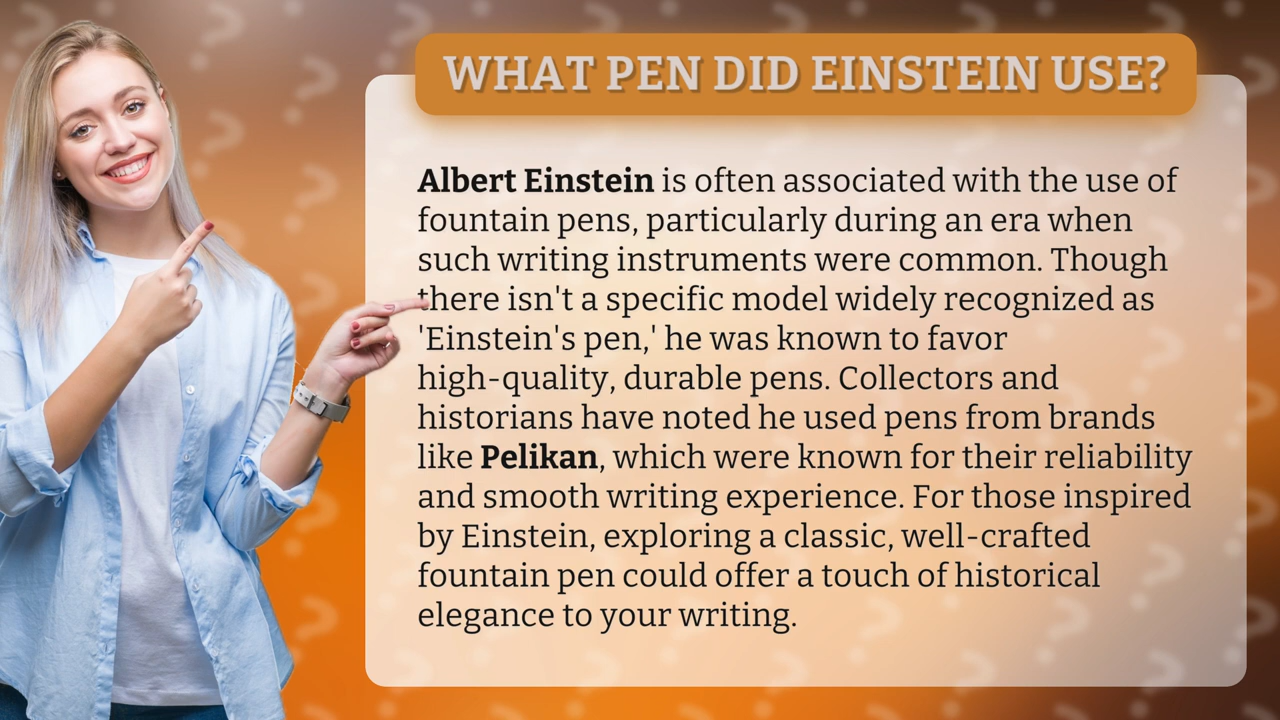 WHAT PEN DID EINSTEIN USE?
Albert Einstein is often associated with the use of
fountain pens, particularly during an era when
such writing instruments were common. Though
there isn't a specific model widely recognized as
'Einstein's pen,' he was known to favor
high-quality, durable pens. Collectors and
historians have noted he used pens from brands
like Pelikan, which were known for their reliability
and smooth writing experience. For those inspired
by Einstein, exploring a classic, well-crafted
fountain pen could offer a touch of historical
elegance to your writing.